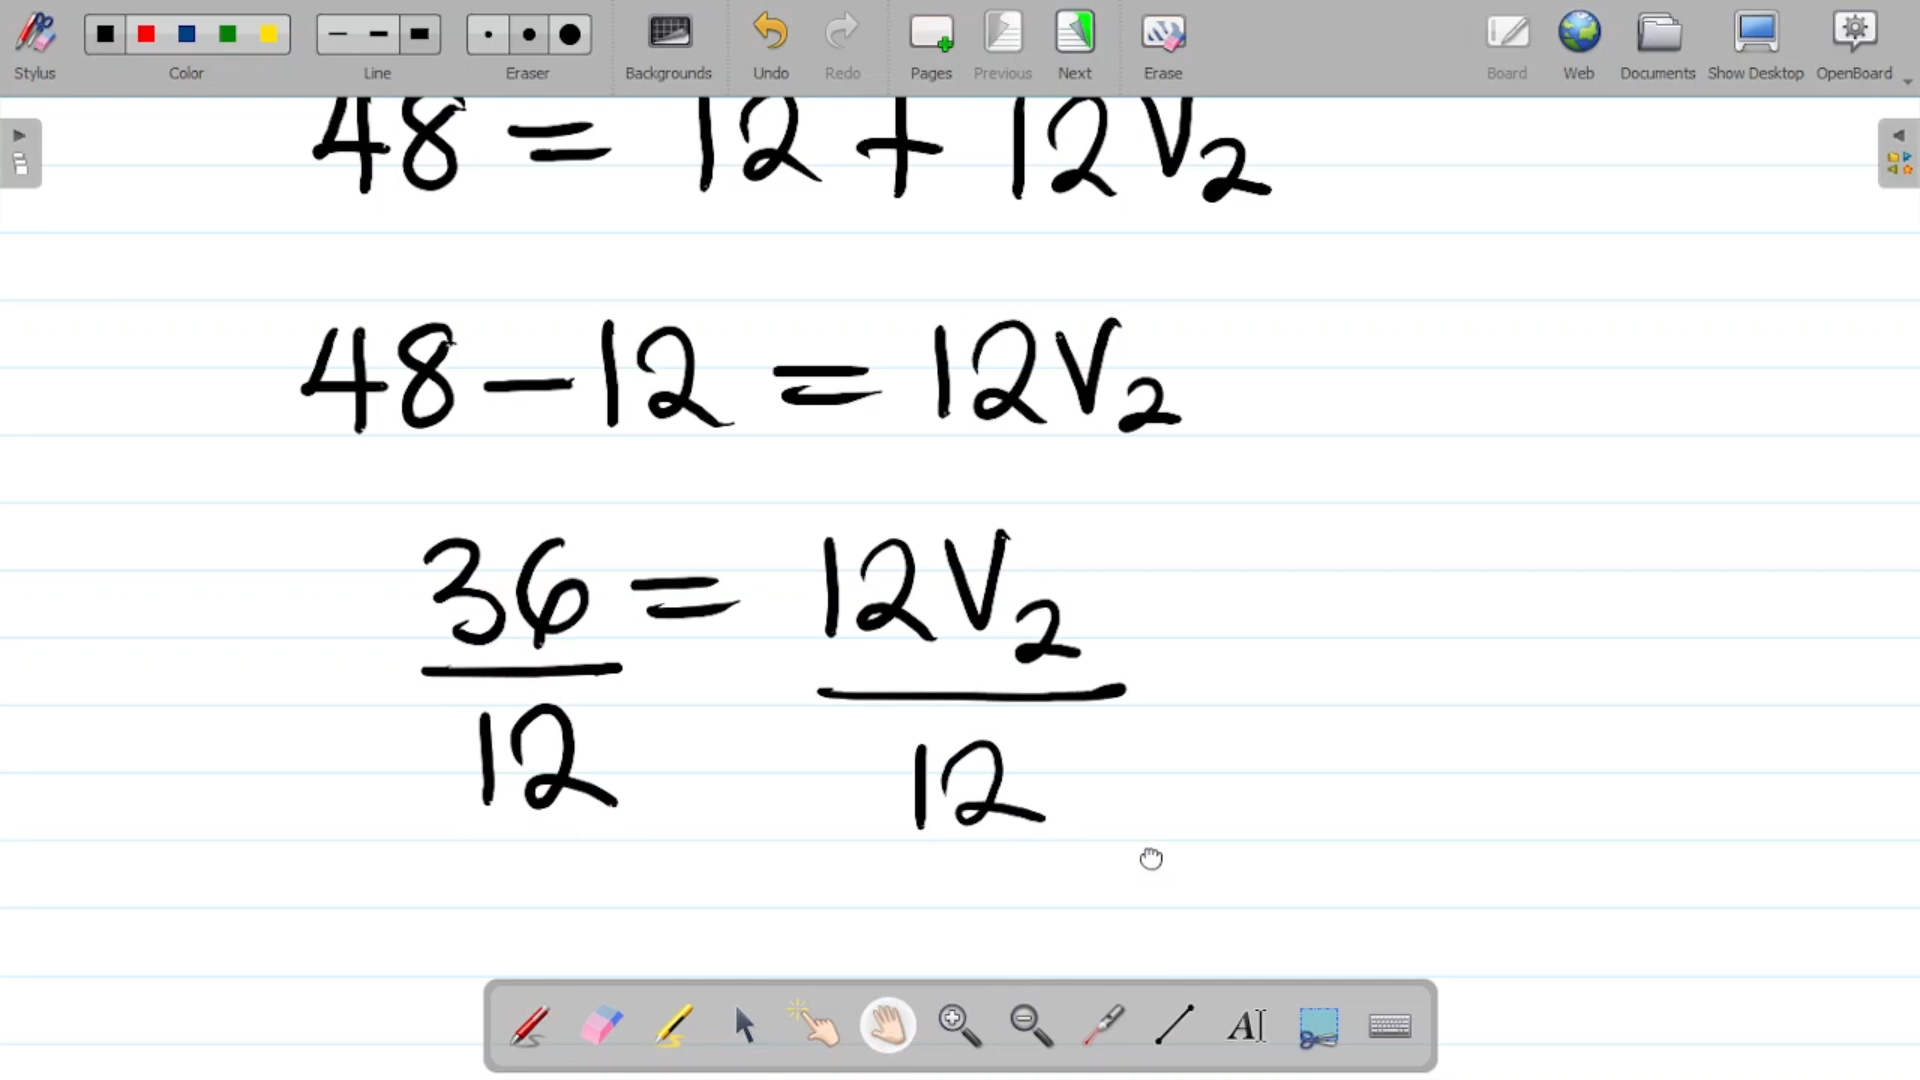 Stylus Color Line Eraser Backgrounds Undo Redo Pages Previous Next Erase Board Web Documents Show Desktop OpenBoard
48 = 12 + 12V₂
48 - 12 = 12V₂
36 = 12V₂
12 12